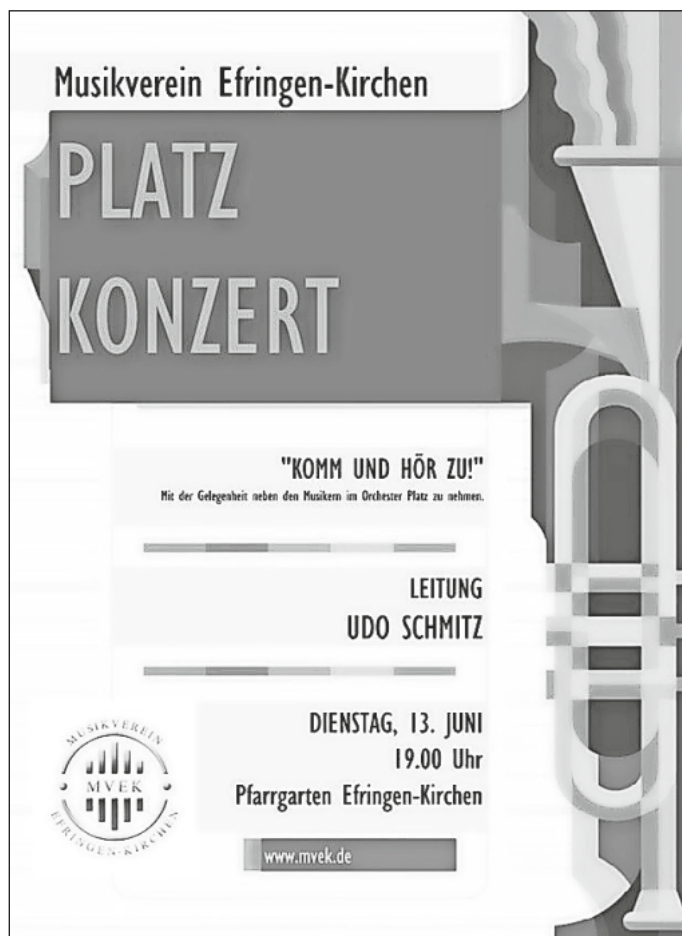 Musikverein Efringen-Kirchen
PLATZ
KONZERT
"KOMM UND HÖR ZU!"
Mit der Gelegenheit neben den Musikern im Orchester Platz zu nehmen.
LEITUNG
UDO SCHMITZ
DIENSTAG, 13. JUNI
19.00 Uhr
Pfarrgarten Efringen-Kirchen
MUSIKVEREIN
MVEK
EFRINGEN-KIRCHEN
www.mvek.de